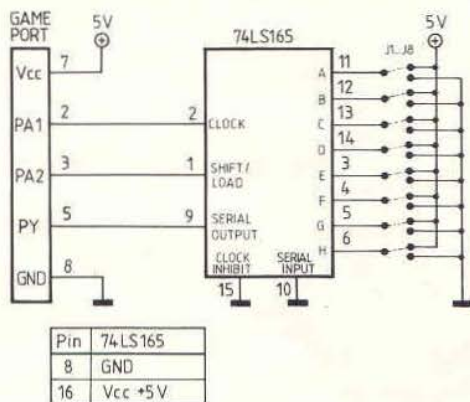 GAME
PORT
5V
Vcc
7
PA1
2
PA2
3
PY
5
GND
8
74LS165
2
CLOCK
1
SHIFT/
LOAD
9
SERIAL
OUTPUT
CLOCK
INHIBIT
15
SERIAL
INPUT
10
A
11
B
12
C
13
D
14
E
3
F
4
G
5
H
6
J1...J8
5V
Pin 74LS165
8 GND
16 Vcc +5V